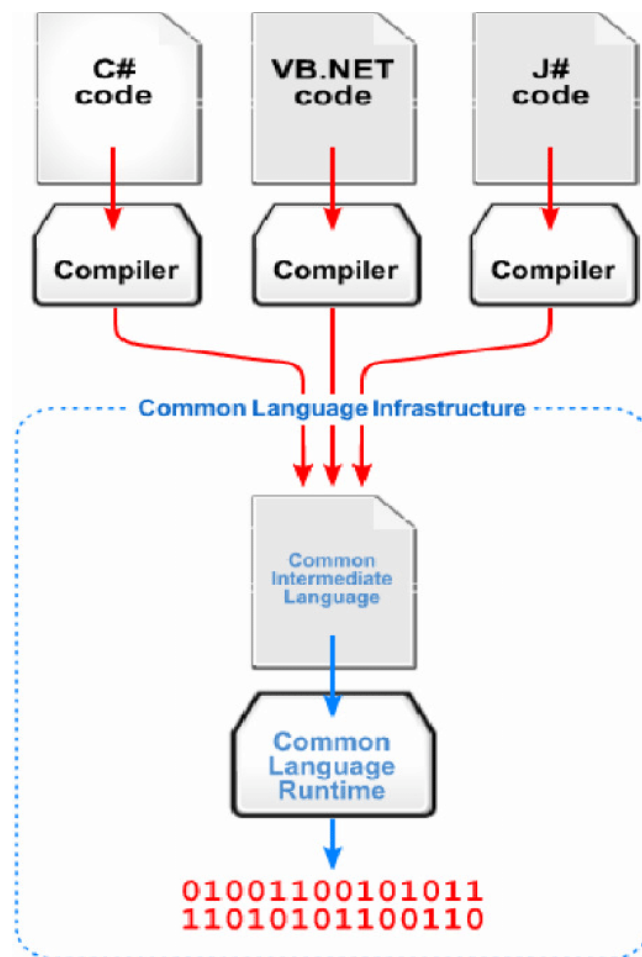 C#
code
VB.NET
code
J#
code
Compiler
Compiler
Compiler
Common Language Infrastructure
Common
Intermediate
Language
Common
Language
Runtime
01001100101011
11010101100110